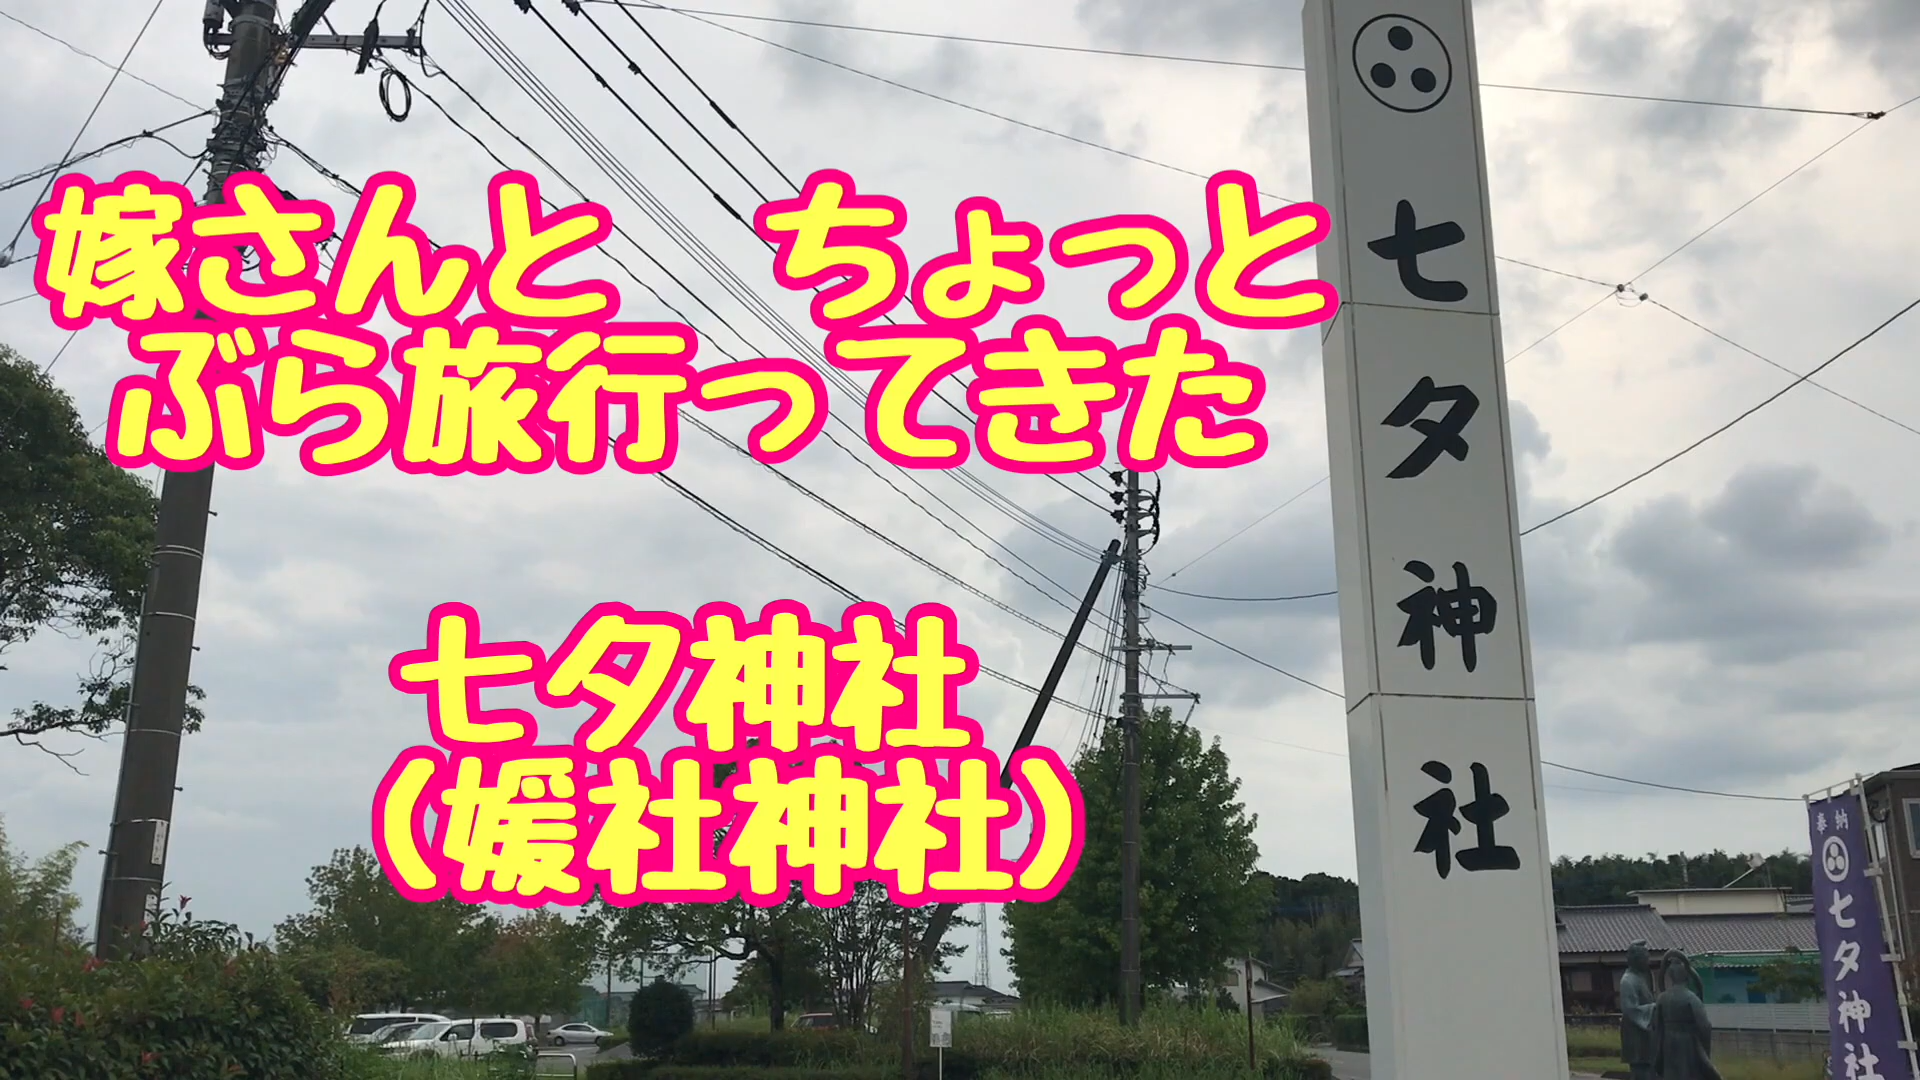 嫁さんと　ちょっと
ぶら旅行ってきた
七夕神社
(媛社神社)
七夕神社
奉納
七夕神社